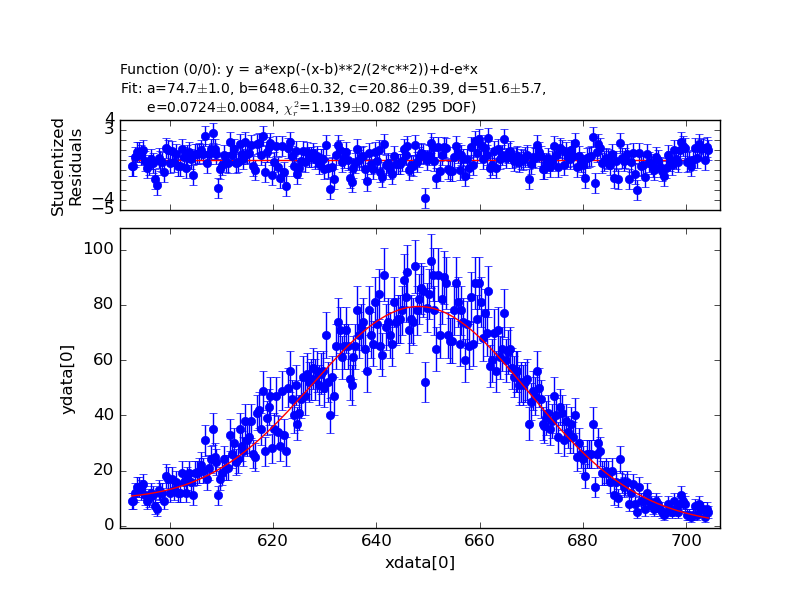 Function (0/0): y = a*exp(-(x-b)**2/(2*c**2))+d-e*x
Fit: a=74.7±1.0, b=648.6±0.32, c=20.86±0.39, d=51.6±5.7,
e=0.0724±0.0084, χ²ᵣ=1.139±0.082 (295 DOF)
4
3
−4
−5
Studentized
Residuals
100
80
60
40
20
0
ydata[0]
600 620 640 660 680 700
xdata[0]